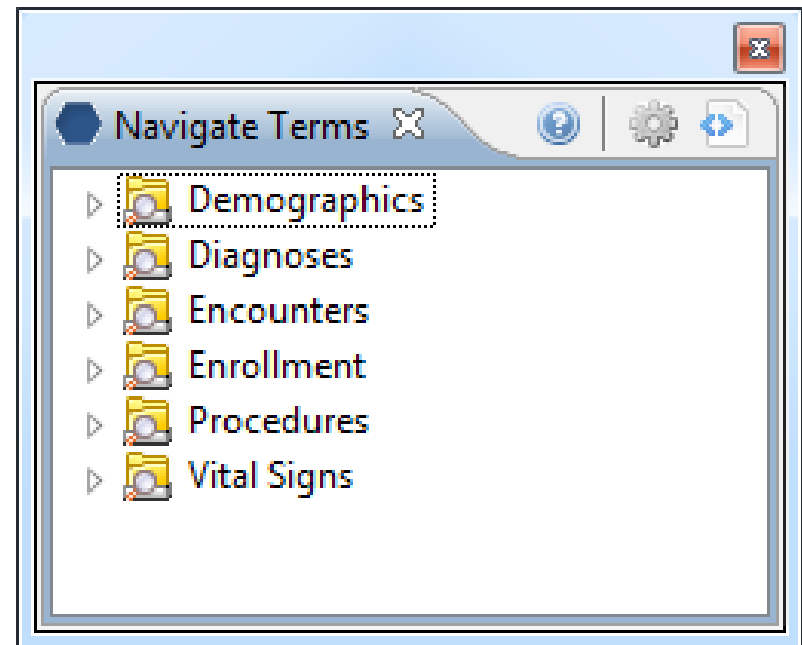 Navigate Terms
Demographics
Diagnoses
Encounters
Enrollment
Procedures
Vital Signs